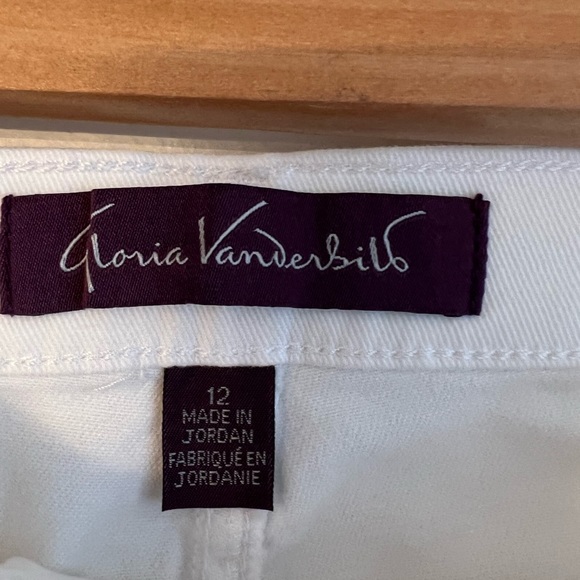 Gloria Vanderbilt
12
MADE IN
JORDAN
FABRIQUÉ EN
JORDANIE